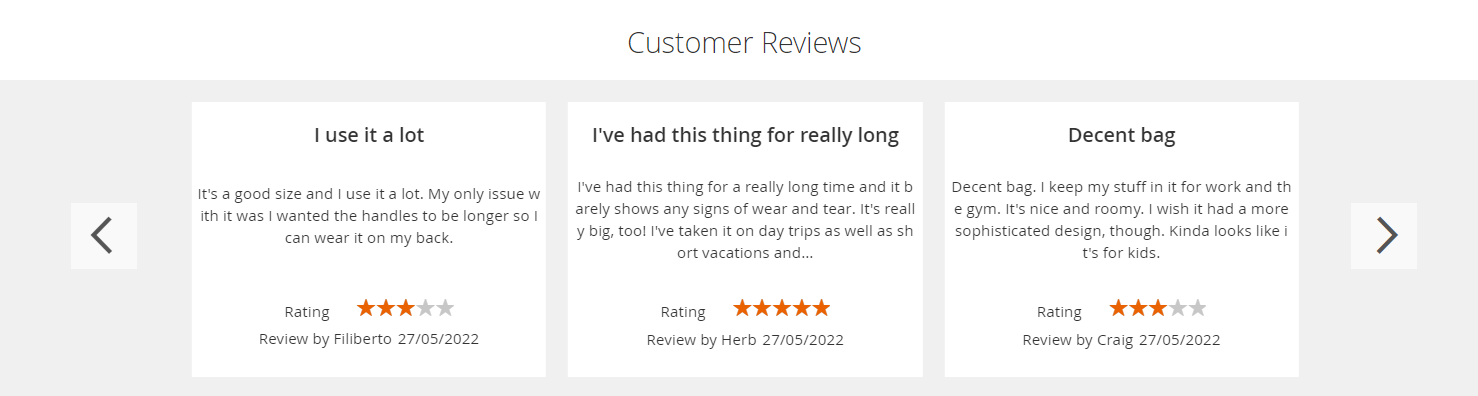 Customer Reviews
I use it a lot
It's a good size and I use it a lot. My only issue w
ith it was I wanted the handles to be longer so I
can wear it on my back.
Rating
Review by Filiberto 27/05/2022
I've had this thing for really long
I've had this thing for a really long time and it b
arely shows any signs of wear and tear. It's reall
y big, too! I've taken it on day trips as well as sh
ort vacations and...
Rating
Review by Herb 27/05/2022
Decent bag
Decent bag. I keep my stuff in it for work and th
e gym. It's nice and roomy. I wish it had a more
sophisticated design, though. Kinda looks like i
t's for kids.
Rating
Review by Craig 27/05/2022